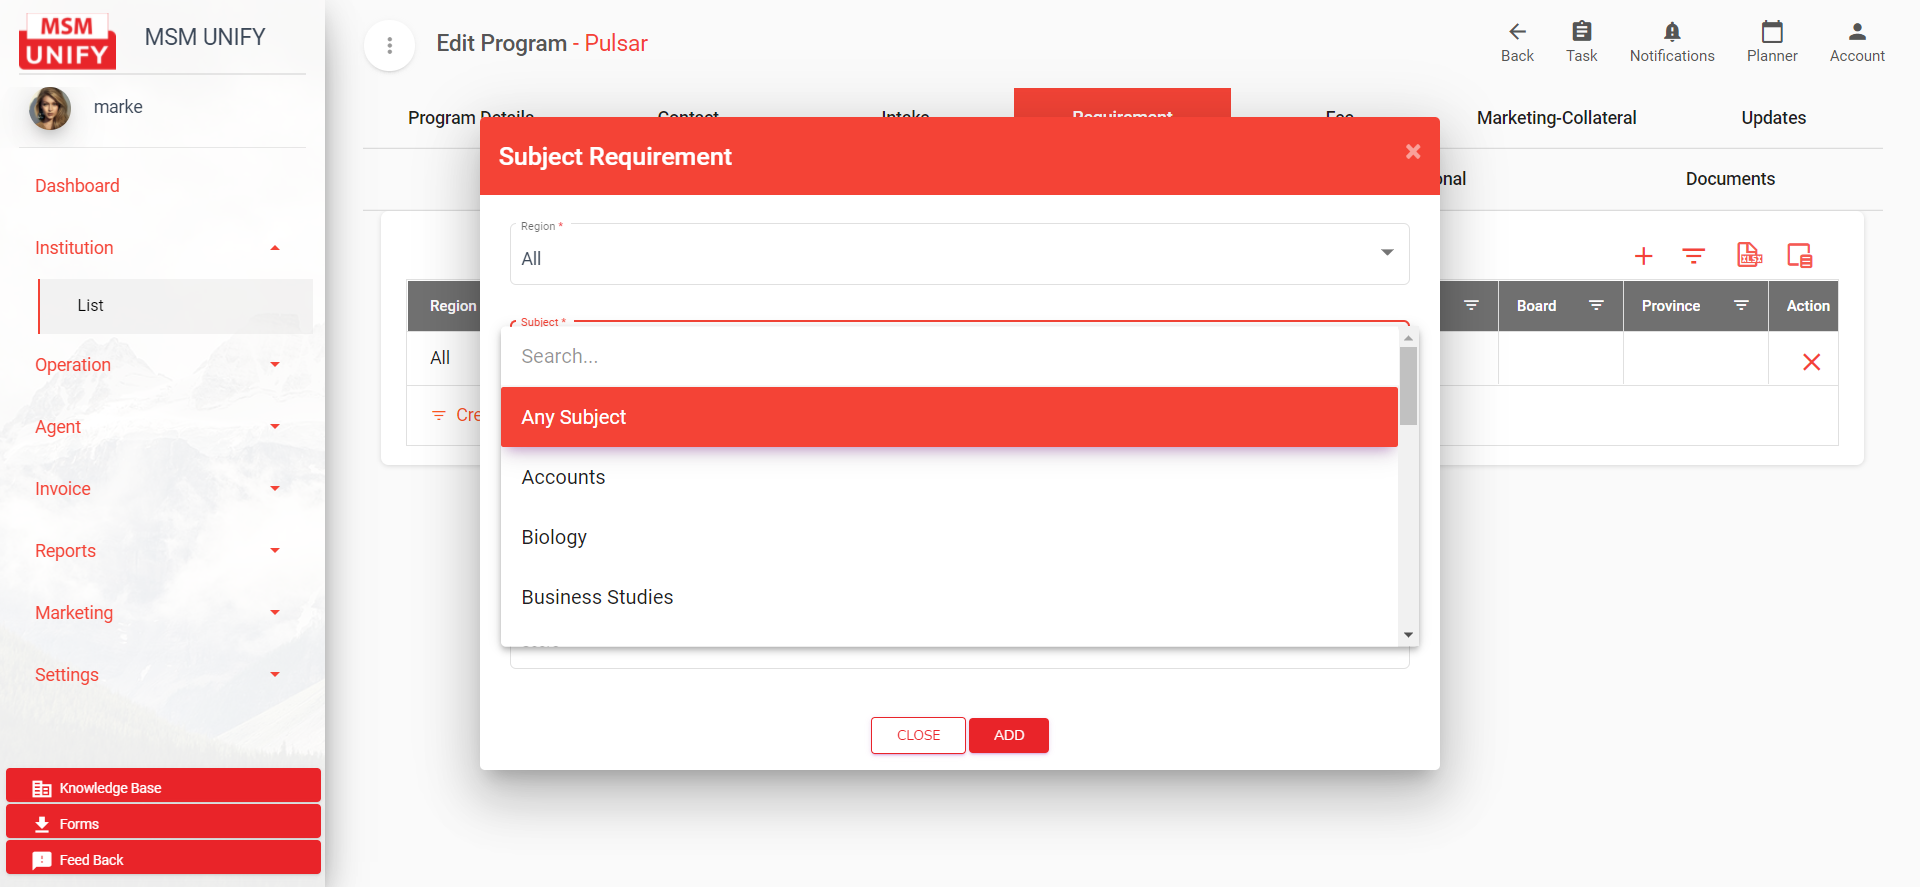 MSM
UNIFY
MSM UNIFY
marke
Dashboard
Institution
List
Operation
Agent
Invoice
Reports
Marketing
Settings
Knowledge Base
Forms
Feed Back
Edit Program - Pulsar
Back
Task
Notifications
Planner
Account
Program Details
Contact
Intake
Requirement
Fee
Marketing-Collateral
Updates
Documents
XLSX
Region
Board
Province
Action
All
Subject Requirement
×
Region *
All
Subject *
Search...
Any Subject
Accounts
Biology
Business Studies
CLOSE
ADD